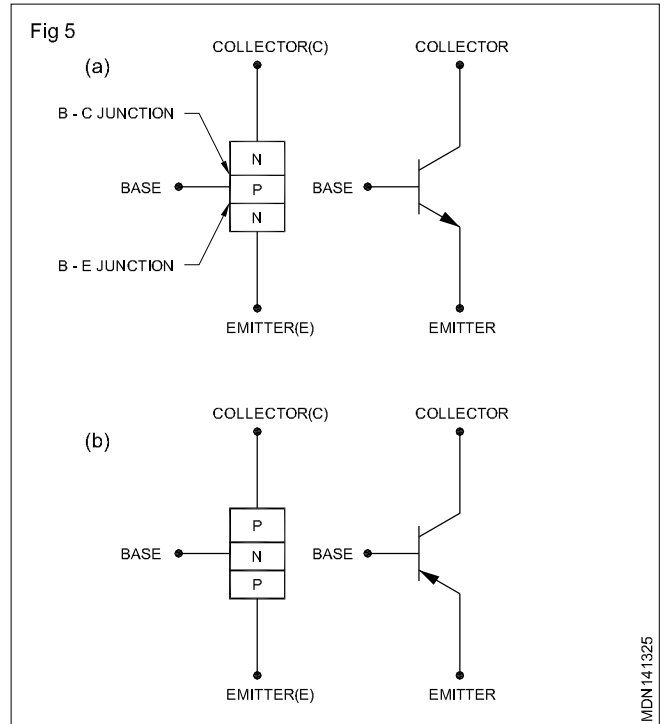 Fig 5
(a)
COLLECTOR(C)
COLLECTOR
B - C JUNCTION
N
BASE
P
BASE
N
B - E JUNCTION
EMITTER(E)
EMITTER
(b)
COLLECTOR(C)
COLLECTOR
P
BASE
N
BASE
P
EMITTER(E)
EMITTER
MDN141325